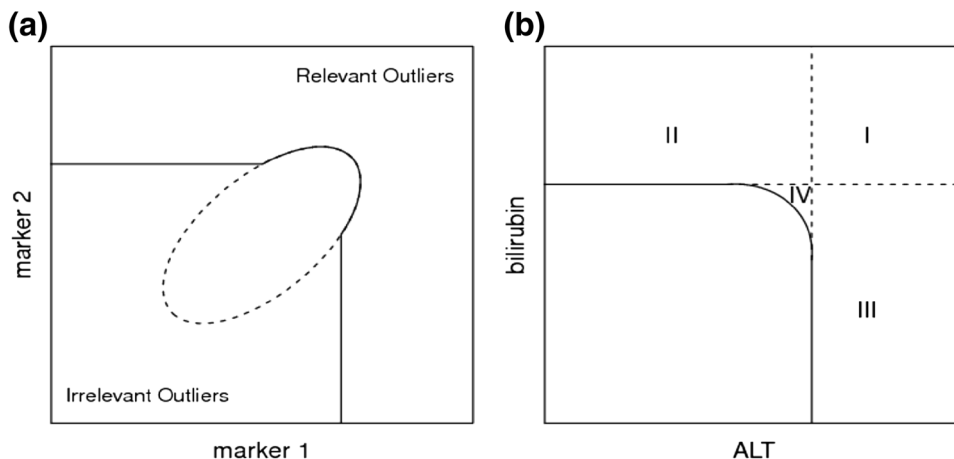 (a)
Relevant Outliers
marker 2
Irrelevant Outliers
marker 1
(b)
II
I
IV
bilirubin
III
ALT